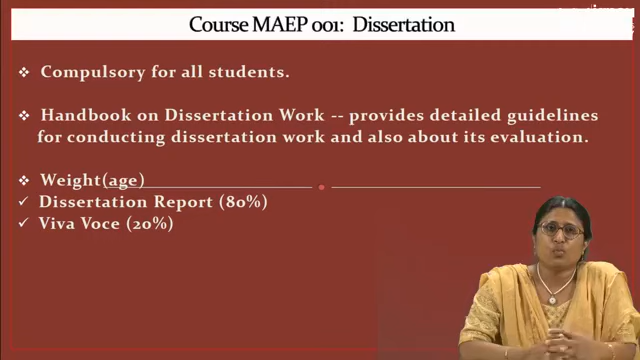 Course MAEP 001: Dissertation
❖ Compulsory for all students.
❖ Handbook on Dissertation Work -- provides detailed guidelines
for conducting dissertation work and also about its evaluation.
❖ Weight(age)
✓ Dissertation Report (80%)
✓ Viva Voce (20%)